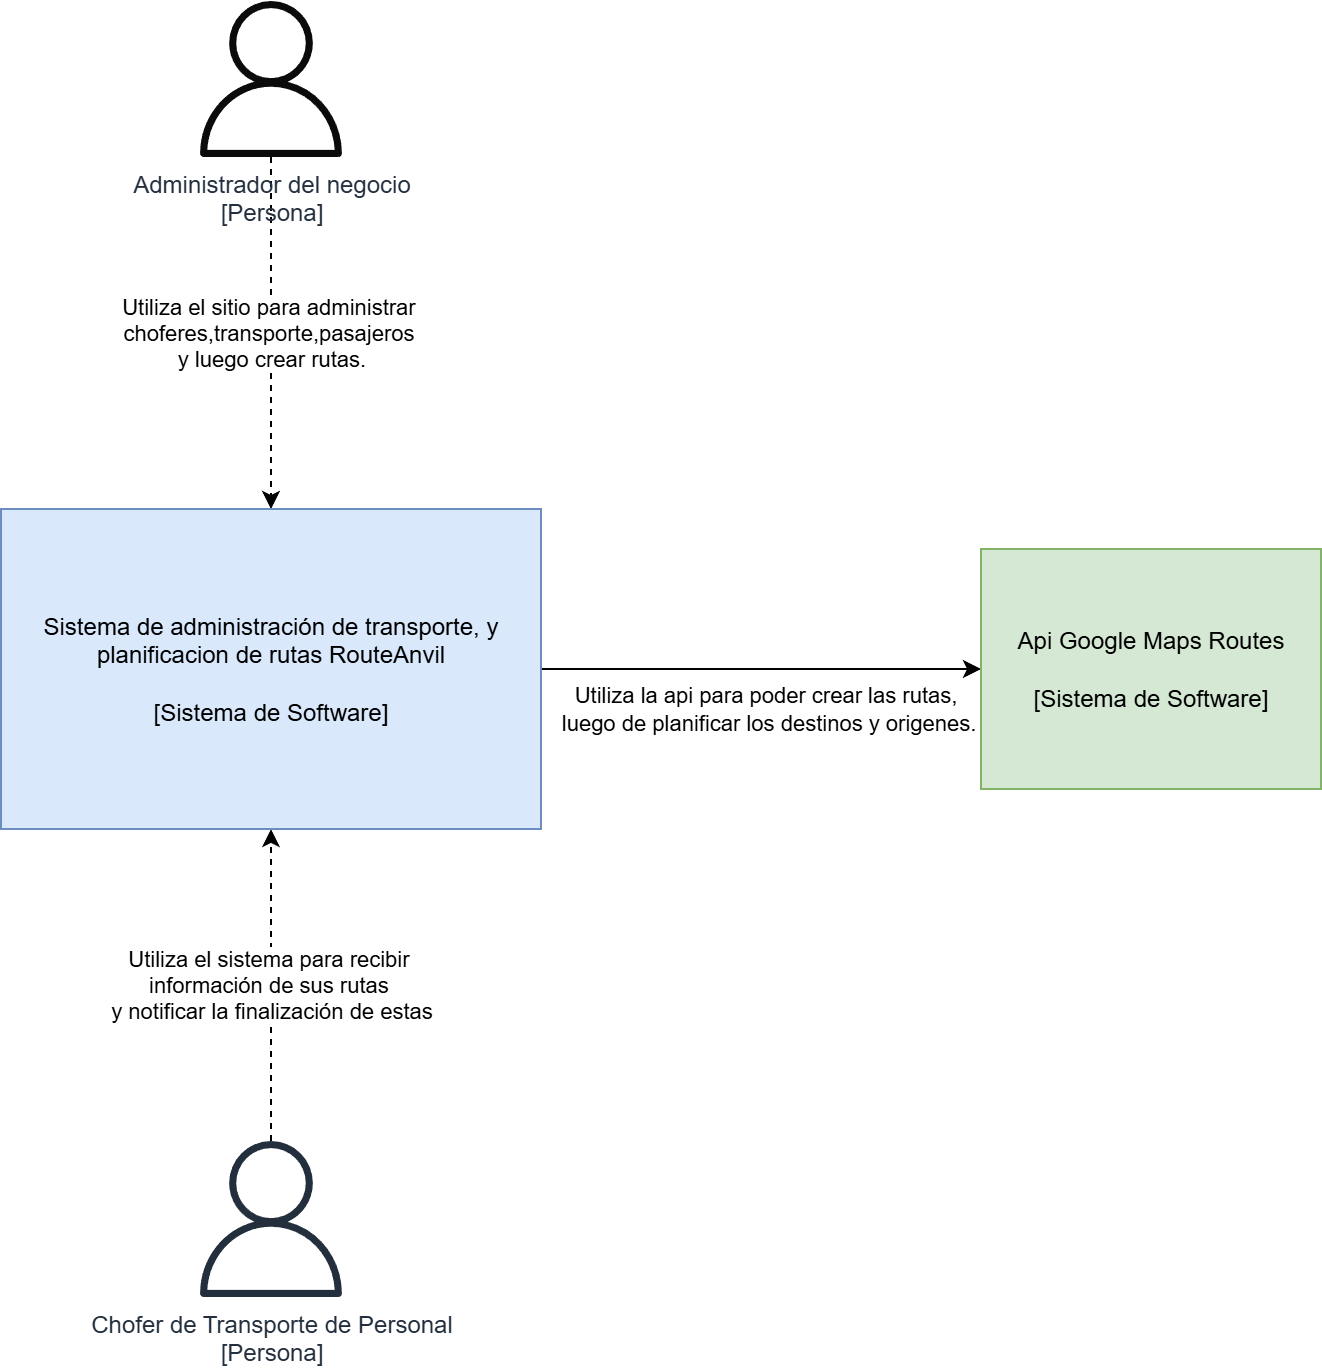 Administrador del negocio
[Persona]
Utiliza el sitio para administrar
choferes,transporte,pasajeros
y luego crear rutas.
Sistema de administración de transporte, y
planificacion de rutas RouteAnvil
[Sistema de Software]
Utiliza la api para poder crear las rutas,
luego de planificar los destinos y origenes.
Api Google Maps Routes
[Sistema de Software]
Utiliza el sistema para recibir
información de sus rutas
y notificar la finalización de estas
Chofer de Transporte de Personal
[Persona]